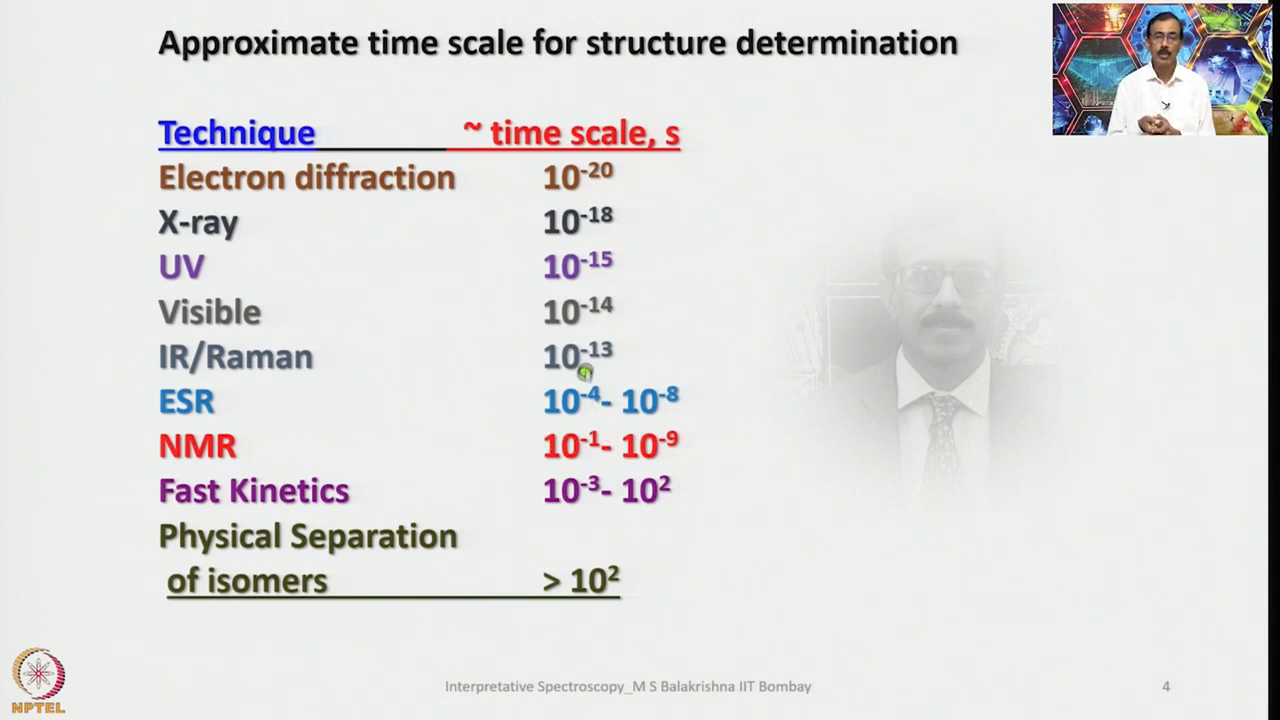 Approximate time scale for structure determination
Technique ~ time scale, s
Electron diffraction 10⁻²⁰
X-ray 10⁻¹⁸
UV 10⁻¹⁵
Visible 10⁻¹⁴
IR/Raman 10⁻¹³
ESR 10⁻⁴- 10⁻⁸
NMR 10⁻¹- 10⁻⁹
Fast Kinetics 10⁻³- 10²
Physical Separation
of isomers > 10²
NPTEL
Interpretative Spectroscopy_M S Balakrishna IIT Bombay 4